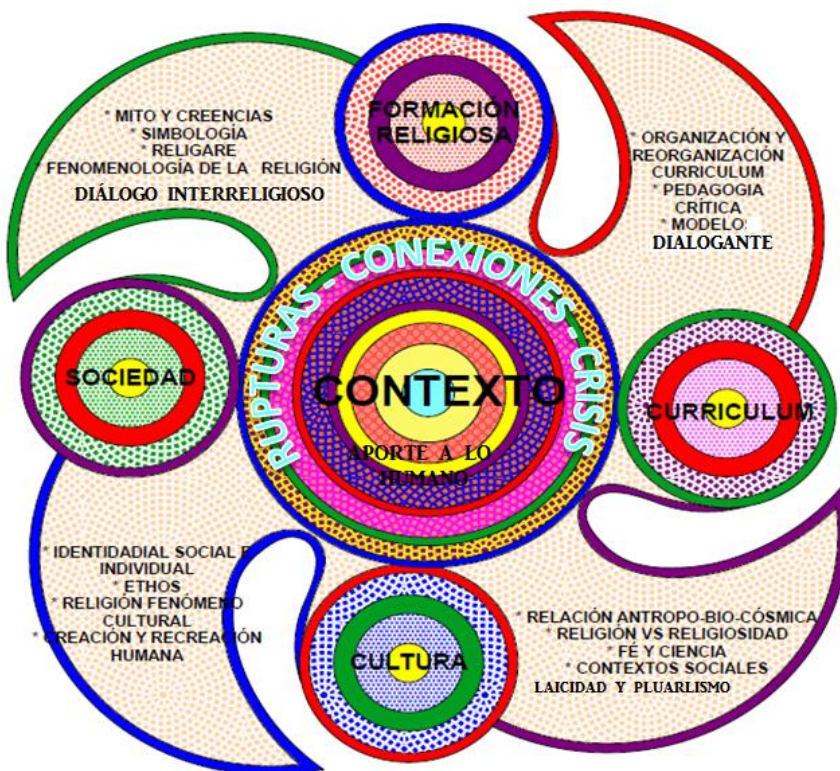 FORMACIÓN
RELIGIOSA
* MITO Y CREENCIAS
* SIMBOLOGÍA
* RELIGARE
* FENOMENOLOGÍA DE LA RELIGIÓN
DIÁLOGO INTERRELIGIOSO
* ORGANIZACIÓN Y
REORGANIZACIÓN
CURRICULUM
* PEDAGOGIA
CRÍTICA
* MODELO
DIALOGANTE
RUPTURAS - CONEXIONES - CRISIS
SOCIEDAD
CONTEXTO
APORTE A LO
HUMANO
CURRICULUM
* IDENTIDADIAL SOCIAL E
INDIVIDUAL
* ETHOS
* RELIGIÓN FENÓMENO
CULTURAL
* CREACIÓN Y RECREACIÓN
HUMANA
CULTURA
* RELACIÓN ANTROPO-BIO-CÓSMICA
* RELIGIÓN VS RELIGIOSIDAD
* FÉ Y CIENCIA
* CONTEXTOS SOCIALES
LAICIDAD Y PLUARLISMO